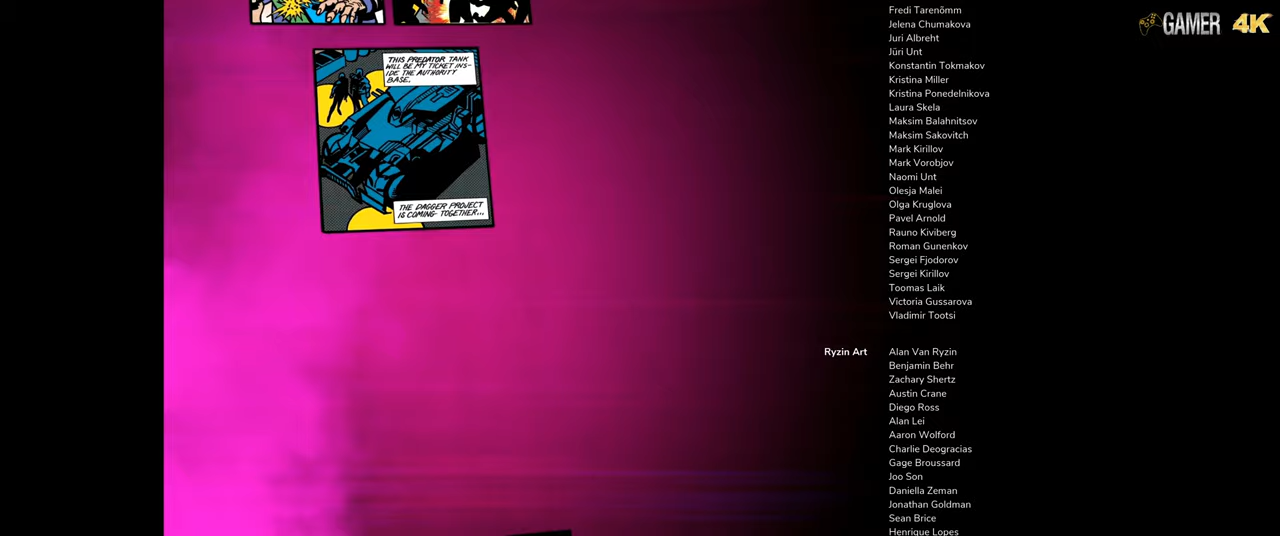 GAMER 4K
THIS PREDATOR TANK
WILL BE MY TICKET INS-
IDE THE AUTHORITY
BASE.
THE DAGGER PROJECT
IS COMING TOGETHER...
Fredi Tarenõmm
Jelena Chumakova
Juri Albreht
Jüri Unt
Konstantin Tokmakov
Kristina Miller
Kristina Ponedelnikova
Laura Skela
Maksim Balahnitsov
Maksim Sakovitch
Mark Kirillov
Mark Vorobjov
Naomi Unt
Olesja Malei
Olga Kruglova
Pavel Arnold
Rauno Kiviberg
Roman Gunenkov
Sergei Fjodorov
Sergei Kirillov
Toomas Laik
Victoria Gussarova
Vladimir Tootsi
Ryzin Art Alan Van Ryzin
Benjamin Behr
Zachary Shertz
Austin Crane
Diego Ross
Alan Lei
Aaron Wolford
Charlie Deogracias
Gage Broussard
Joo Son
Daniella Zeman
Jonathan Goldman
Sean Brice
Henrique Lopes